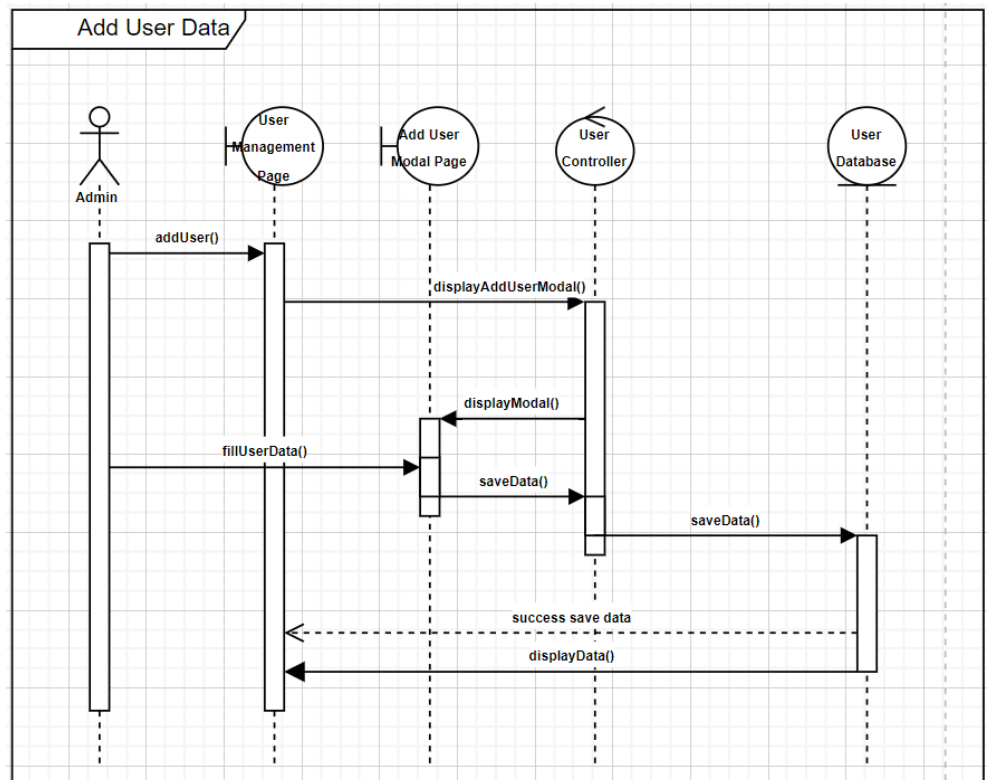 Add User Data
User
Management
Page
Add User
Modal Page
User
Controller
User
Database
Admin
addUser()
displayAddUserModal()
displayModal()
fillUserData()
saveData()
saveData()
success save data
displayData()